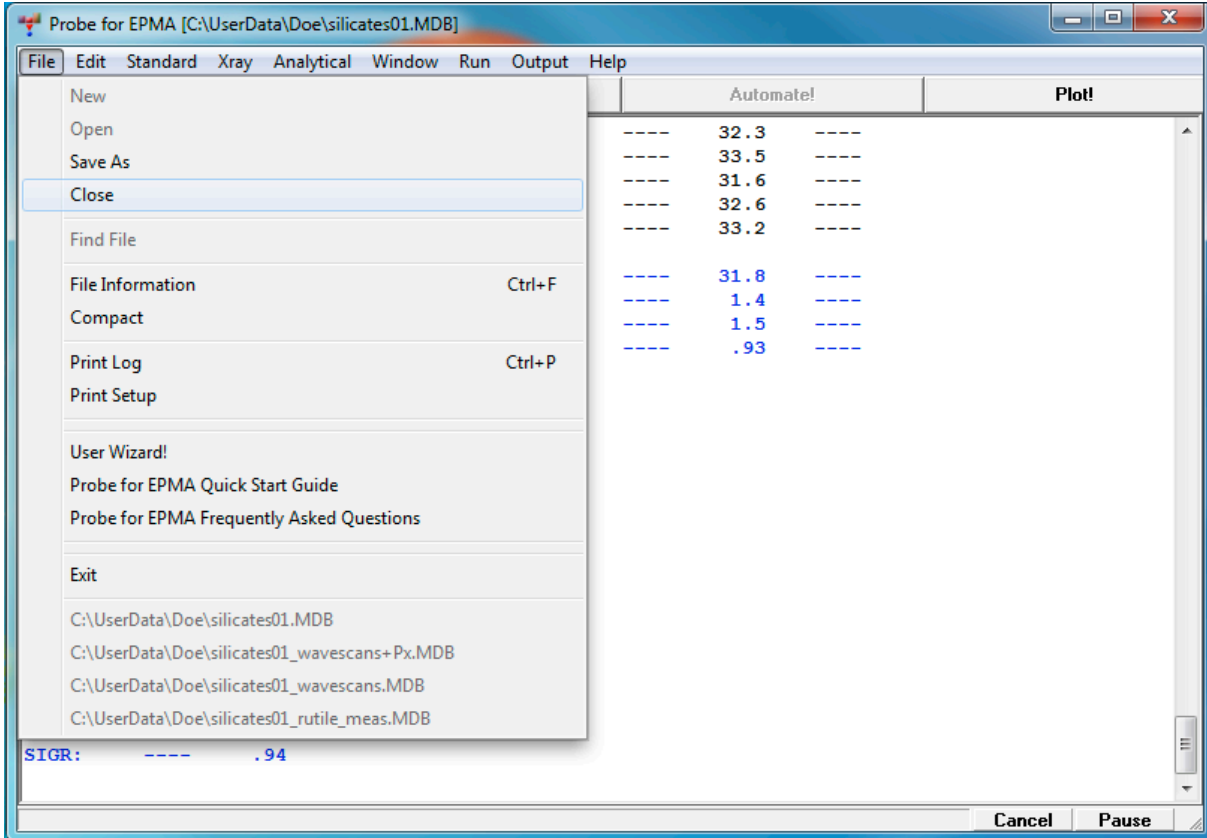 Probe for EPMA [C:\UserData\Doe\silicates01.MDB]
File Edit Standard Xray Analytical Window Run Output Help
Automate! Plot!
New
Open
Save As
Close
Find File
File Information Ctrl+F
Compact
Print Log Ctrl+P
Print Setup
User Wizard!
Probe for EPMA Quick Start Guide
Probe for EPMA Frequently Asked Questions
Exit
C:\UserData\Doe\silicates01.MDB
C:\UserData\Doe\silicates01_wavescans+Px.MDB
C:\UserData\Doe\silicates01_wavescans.MDB
C:\UserData\Doe\silicates01_rutile_meas.MDB
---- 32.3 ----
---- 33.5 ----
---- 31.6 ----
---- 32.6 ----
---- 33.2 ----
---- 31.8 ----
---- 1.4 ----
---- 1.5 ----
---- .93 ----
SIGR: ---- .94
Cancel Pause